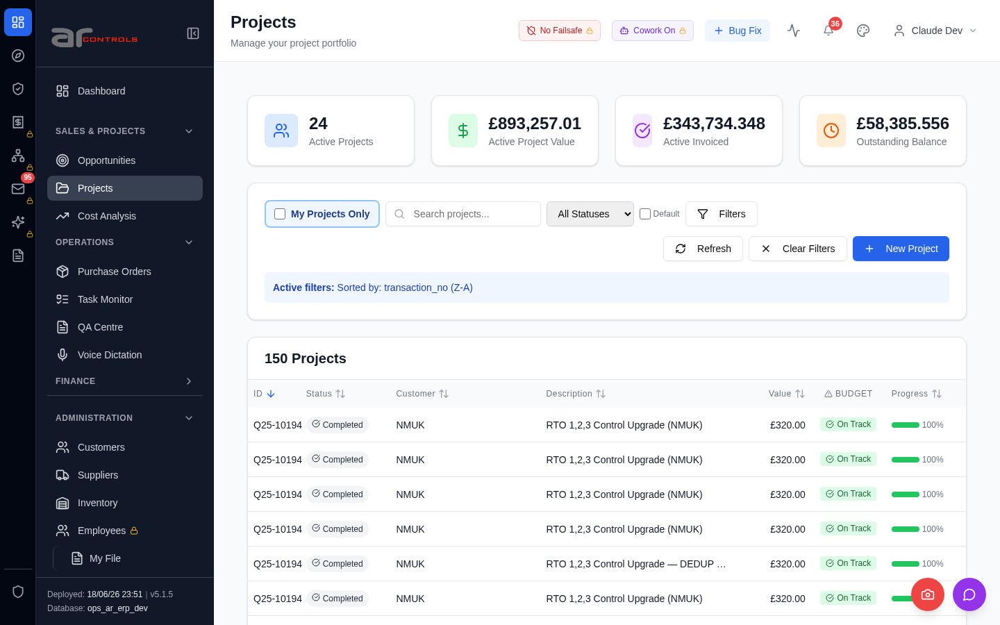 ar CONTROLS
Projects
Manage your project portfolio
No Failsafe
Cowork On
Bug Fix
36
Claude Dev
95
Dashboard
SALES & PROJECTS
Opportunities
Projects
Cost Analysis
OPERATIONS
Purchase Orders
Task Monitor
QA Centre
Voice Dictation
FINANCE
ADMINISTRATION
Customers
Suppliers
Inventory
Employees
My File
Deployed: 18/06/26 23:51 | v5.1.5
Database: ops_ar_erp_dev
24
Active Projects
£893,257.01
Active Project Value
£343,734.348
Active Invoiced
£58,385.556
Outstanding Balance
My Projects Only
Search projects...
All Statuses
Default
Filters
Refresh
Clear Filters
New Project
Active filters: Sorted by: transaction_no (Z-A)
150 Projects
ID Status Customer Description Value BUDGET Progress
Q25-10194 Completed NMUK RTO 1,2,3 Control Upgrade (NMUK) £320.00 On Track 100%
Q25-10194 Completed NMUK RTO 1,2,3 Control Upgrade (NMUK) £320.00 On Track 100%
Q25-10194 Completed NMUK RTO 1,2,3 Control Upgrade (NMUK) £320.00 On Track 100%
Q25-10194 Completed NMUK RTO 1,2,3 Control Upgrade (NMUK) £320.00 On Track 100%
Q25-10194 Completed NMUK RTO 1,2,3 Control Upgrade — DEDUP … £320.00 On Track 100%
Q25-10194 Completed NMUK RTO 1,2,3 Control Upgrade (NMUK) £320.00 On Track